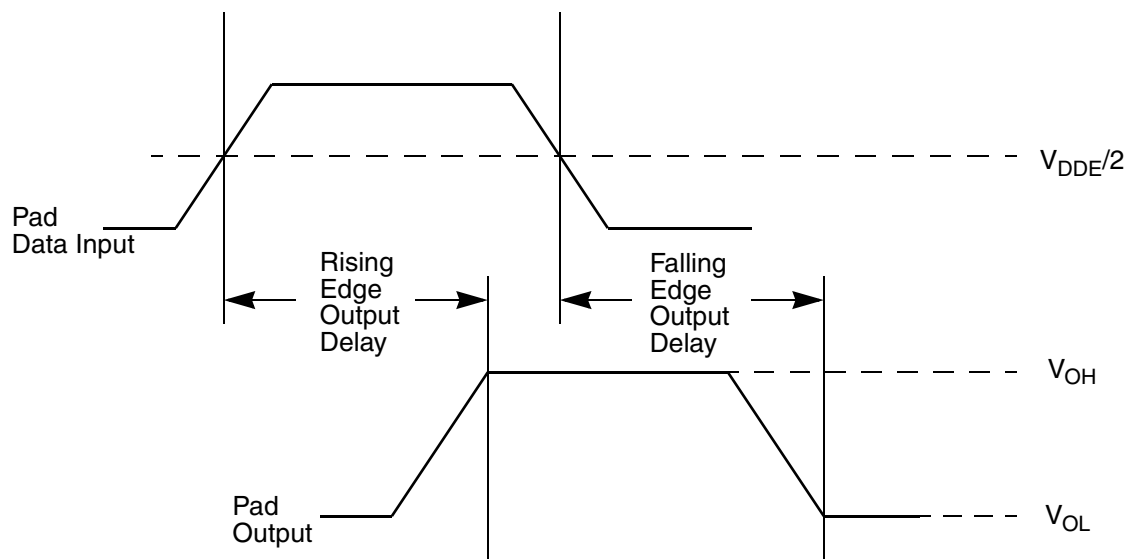 V_DDE/2
Pad
Data Input
Rising
Edge
Output
Delay
Falling
Edge
Output
Delay
V_OH
Pad
Output
V_OL